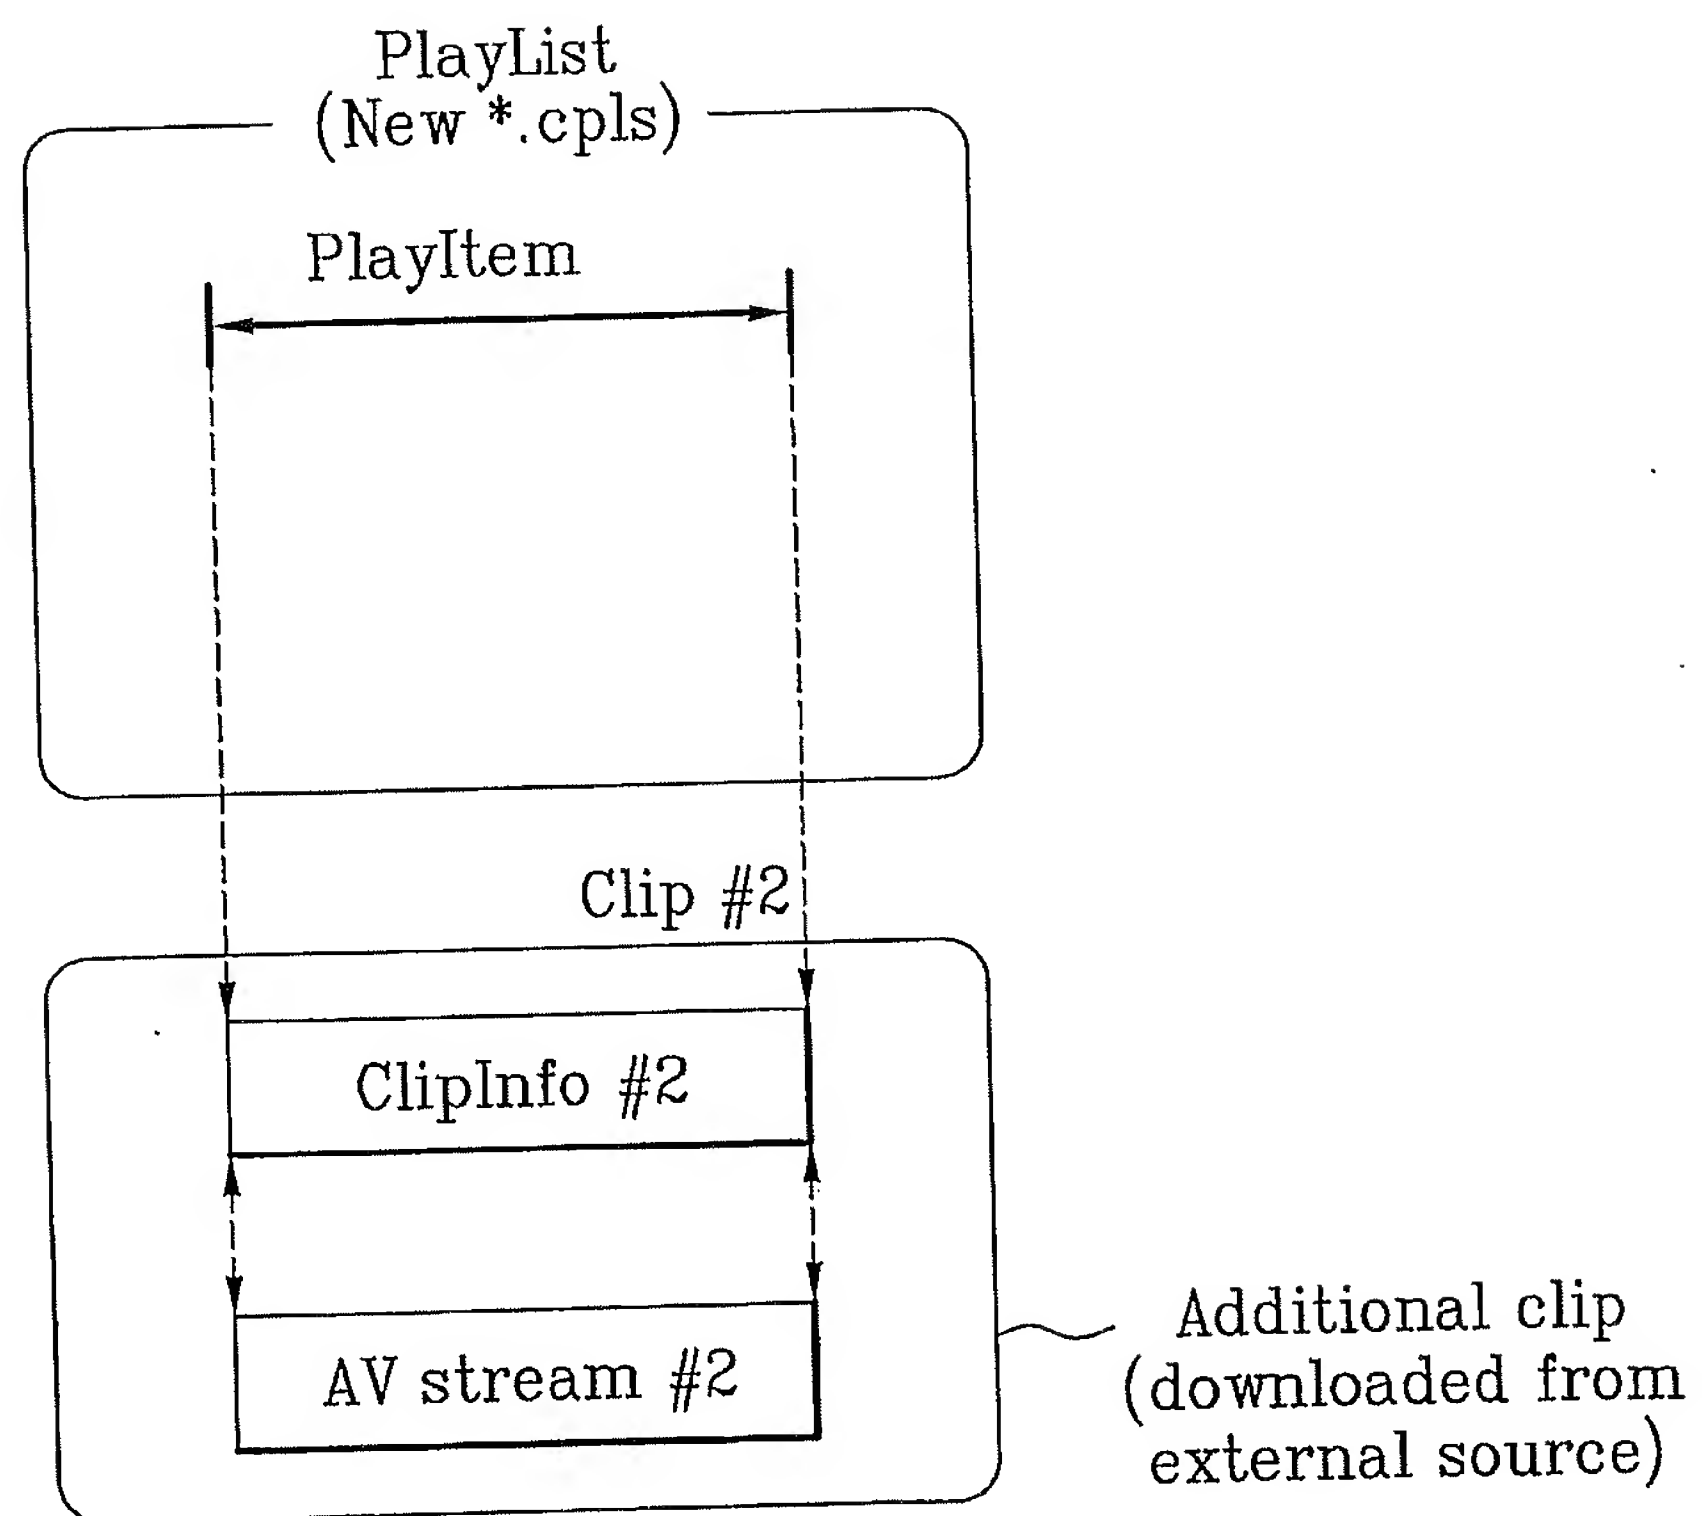 PlayList
(New *.cpls)
PlayItem
Clip #2
ClipInfo #2
AV stream #2
Additional clip
(downloaded from
external source)